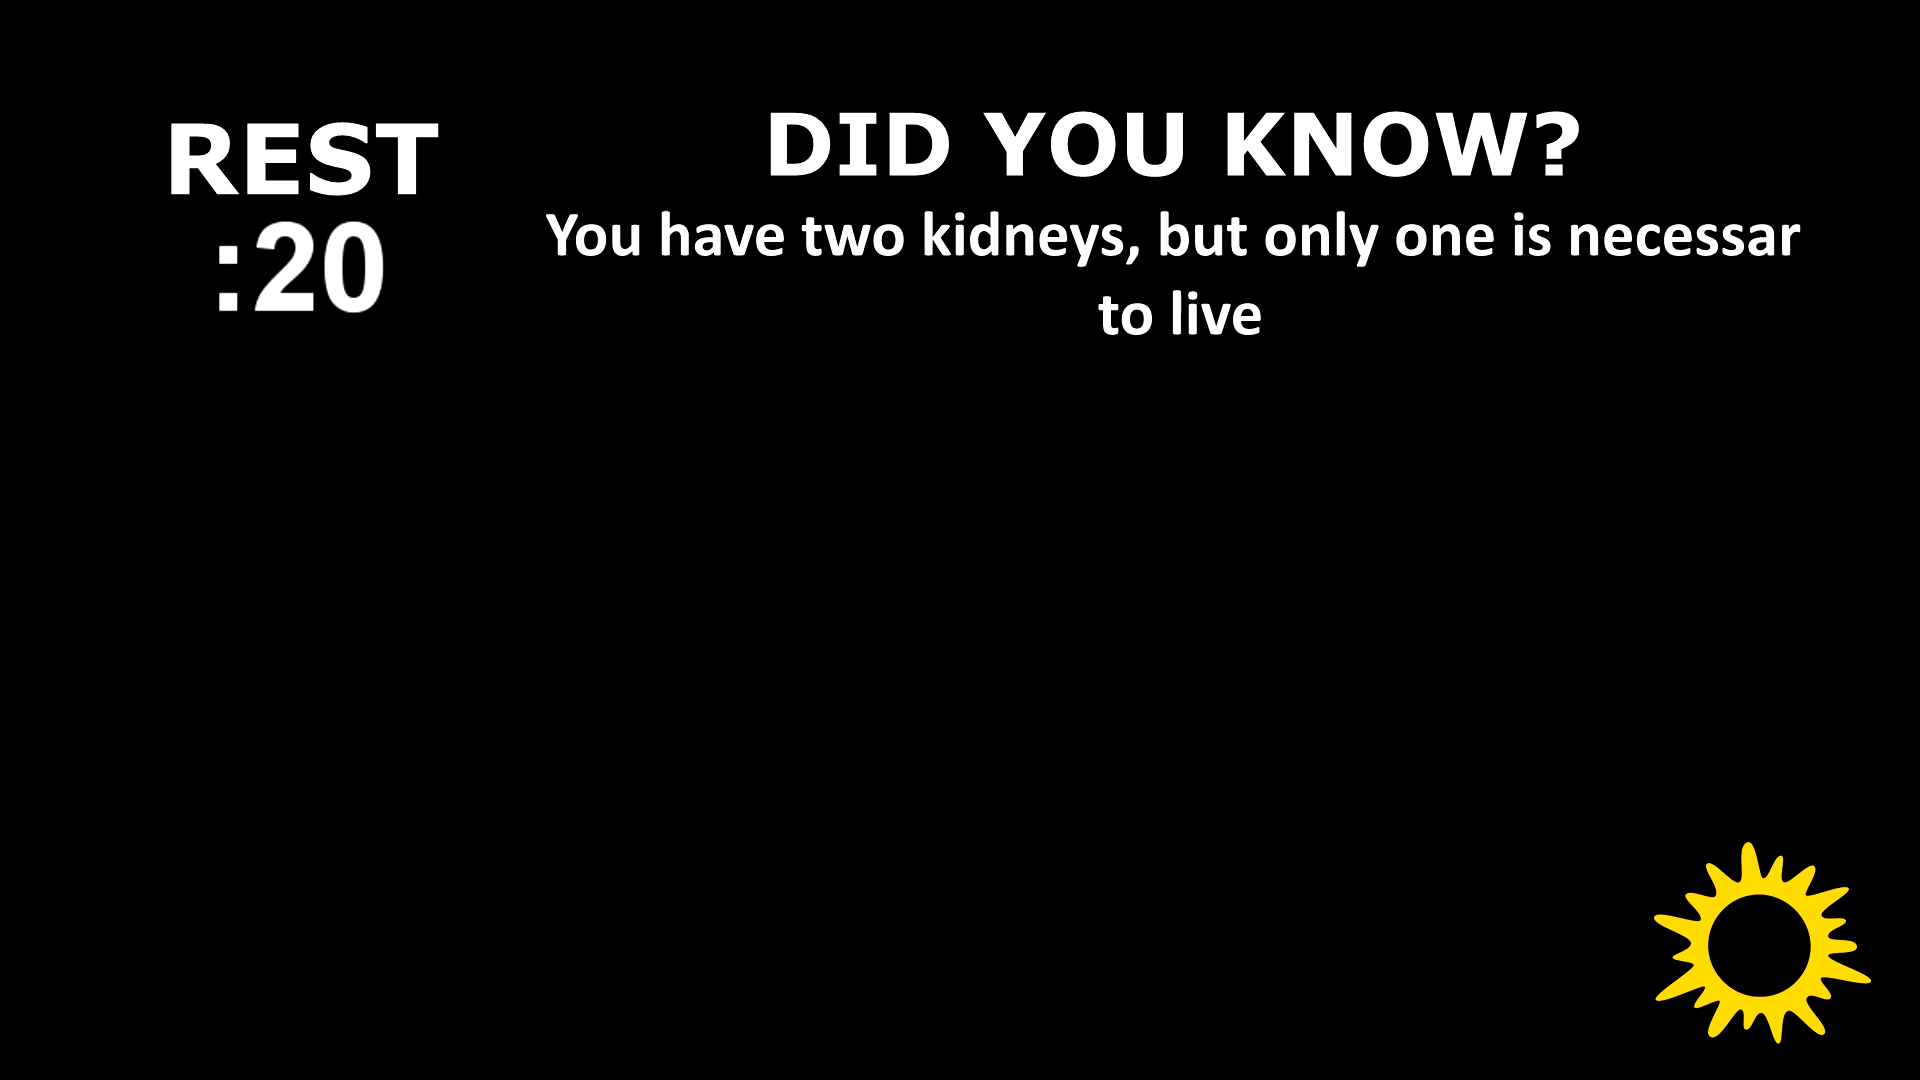 REST
:20
DID YOU KNOW?
You have two kidneys, but only one is necessar
to live